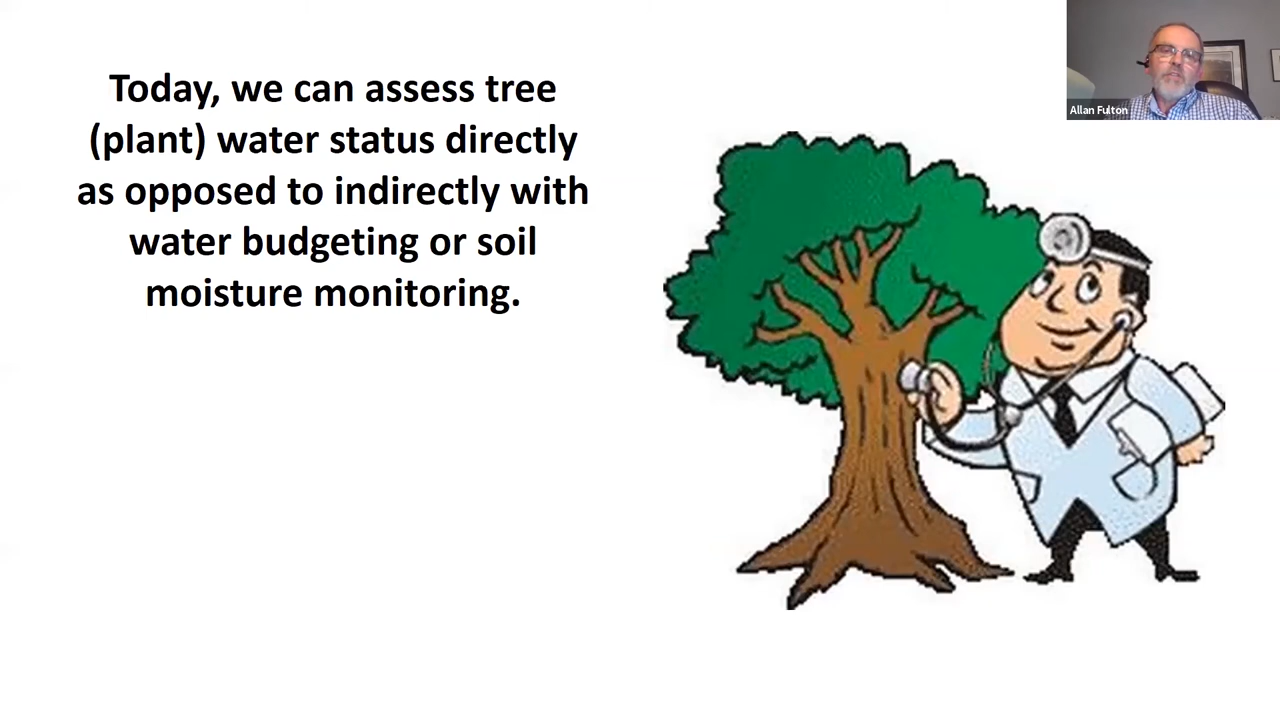 Today, we can assess tree
(plant) water status directly
as opposed to indirectly with
water budgeting or soil
moisture monitoring.
Allan Fulton